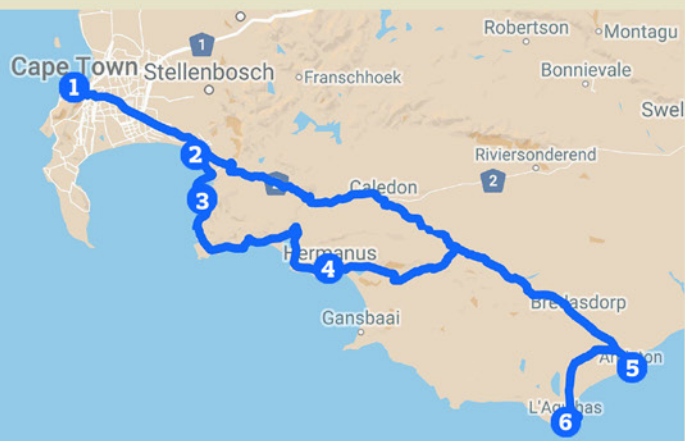 Robertson
Montagu
1
Cape Town
Stellenbosch
Franschhoek
Bonnievale
1
Swel
2
Riviersonderend
2
Caledon
3
Hermanus
4
Gansbaai
Bredasdorp
5
L'Agulhas
6